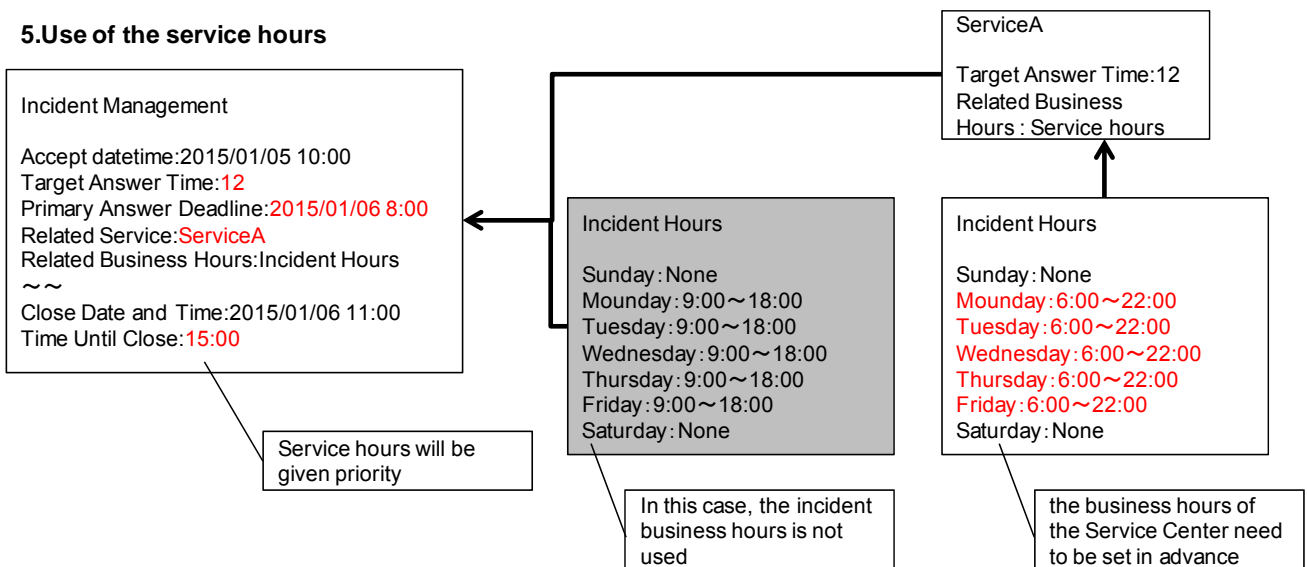 5.Use of the service hours
Incident Management
Accept datetime:2015/01/05 10:00
Target Answer Time:12
Primary Answer Deadline:2015/01/06 8:00
Related Service:ServiceA
Related Business Hours:Incident Hours
～～
Close Date and Time:2015/01/06 11:00
Time Until Close:15:00
Service hours will be
given priority
Incident Hours
Sunday:None
Mounday:9:00～18:00
Tuesday:9:00～18:00
Wednesday:9:00～18:00
Thursday:9:00～18:00
Friday:9:00～18:00
Saturday:None
In this case, the incident
business hours is not
used
ServiceA
Target Answer Time:12
Related Business
Hours : Service hours
Incident Hours
Sunday:None
Mounday:6:00～22:00
Tuesday:6:00～22:00
Wednesday:6:00～22:00
Thursday:6:00～22:00
Friday:6:00～22:00
Saturday:None
the business hours of
the Service Center need
to be set in advance